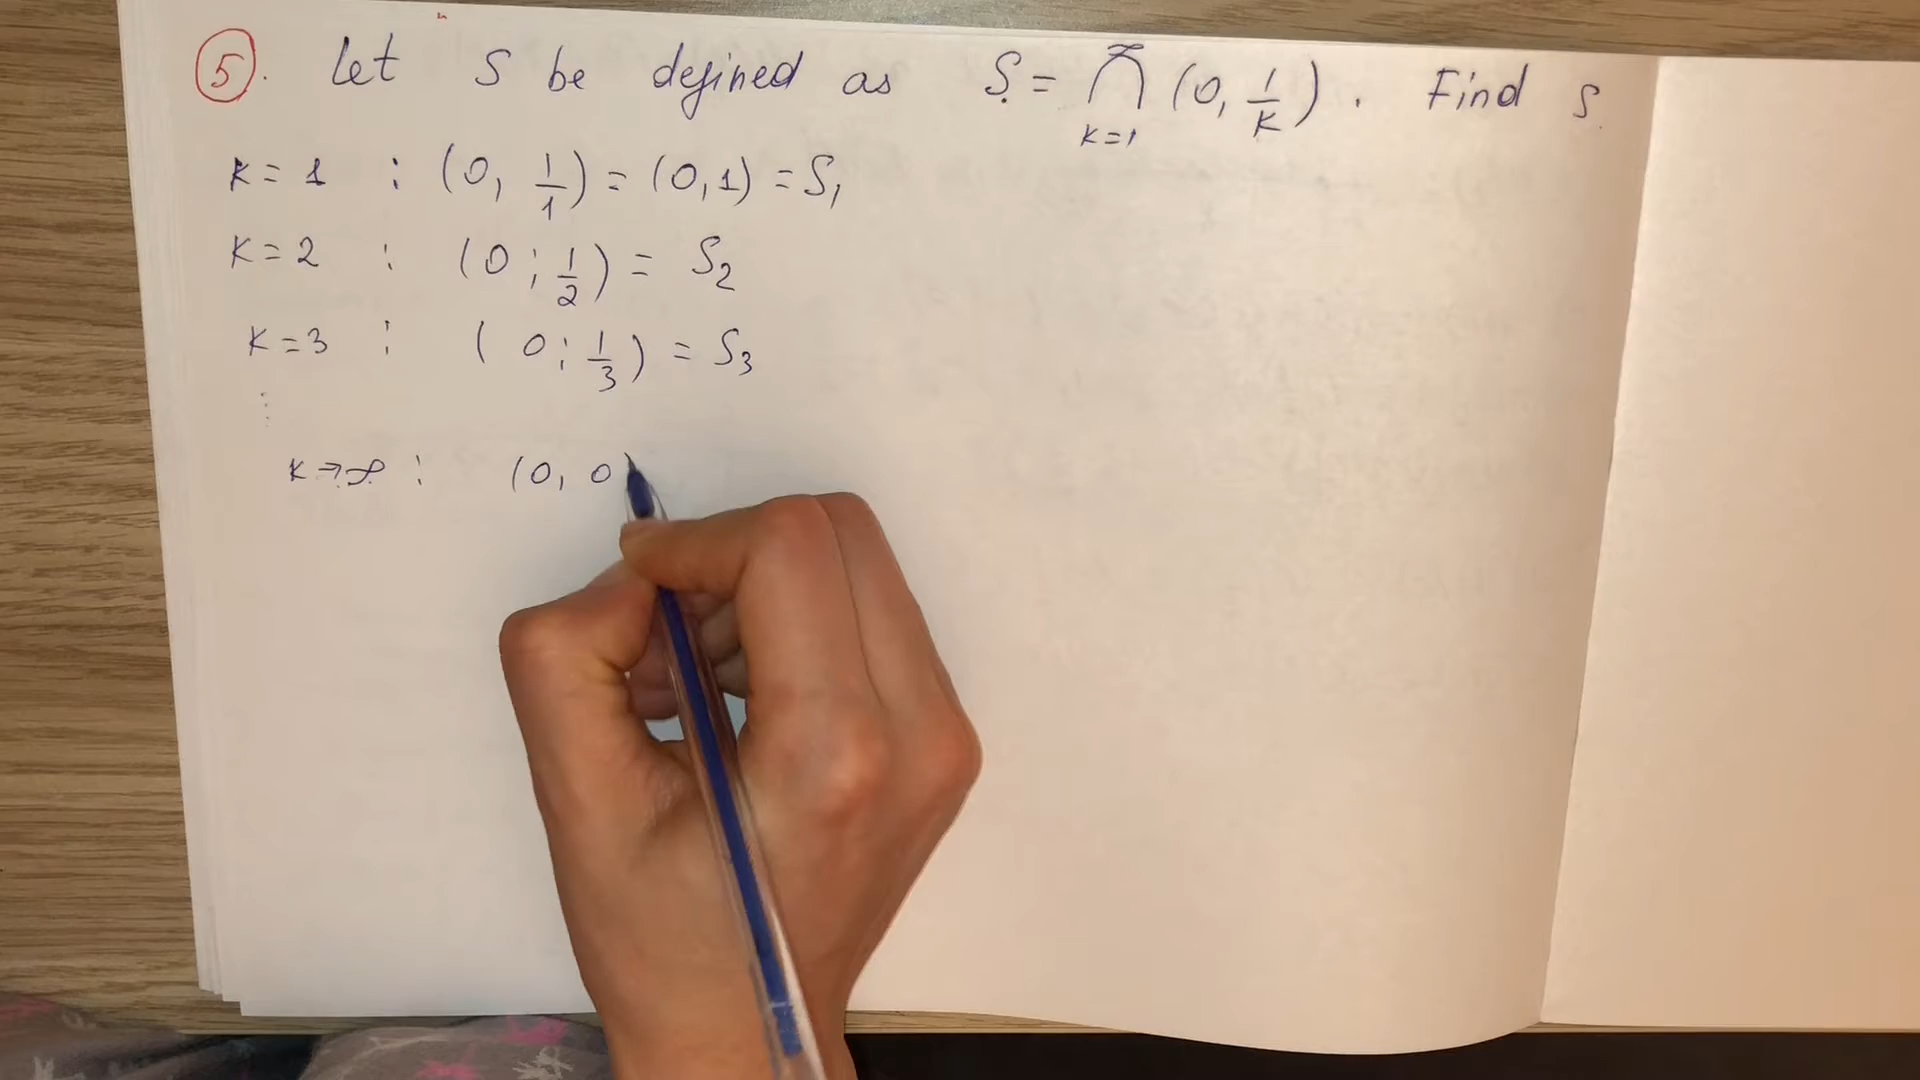 5. Let S be defined as S = ⋂_{k=1}^{∞} (0, 1/k). Find S.
k = 1 : (0, 1/1) = (0, 1) = S₁
k = 2 : (0 ; 1/2) = S₂
k = 3 : (0 ; 1/3) = S₃
⋮
k → ∞ : (0, 0